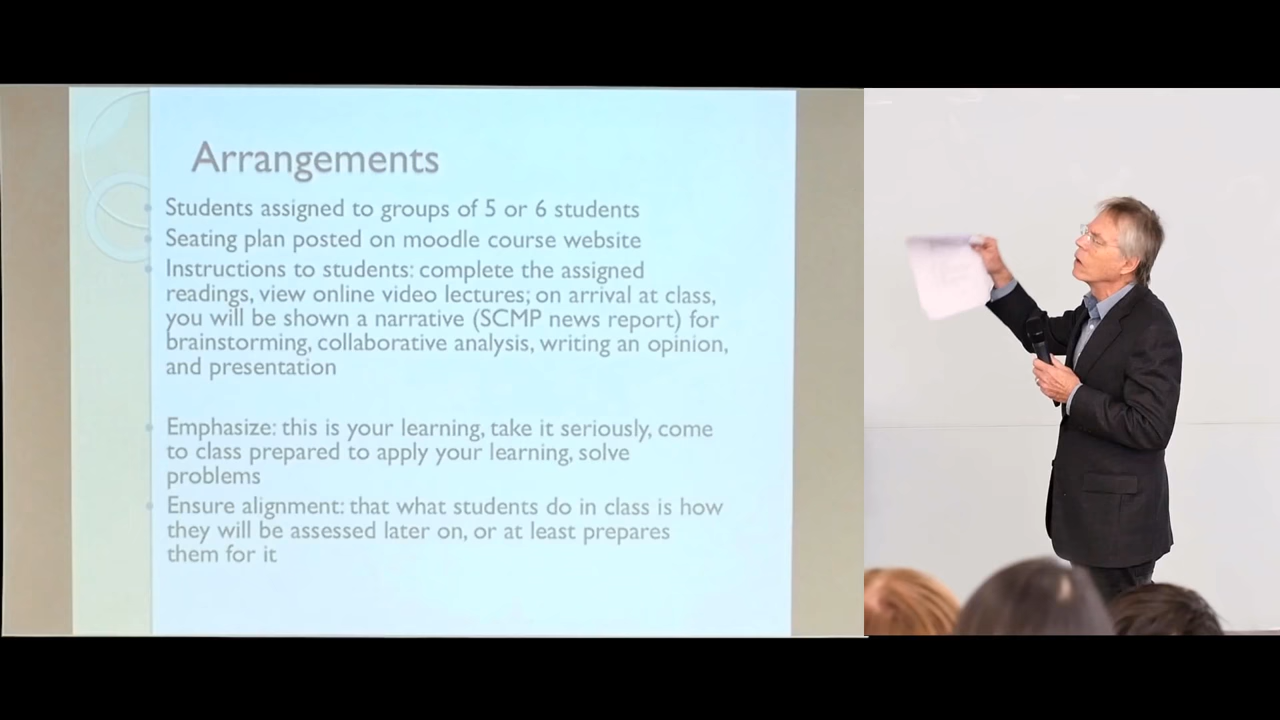 Arrangements
Students assigned to groups of 5 or 6 students
Seating plan posted on moodle course website
Instructions to students: complete the assigned
readings, view online video lectures; on arrival at class,
you will be shown a narrative (SCMP news report) for
brainstorming, collaborative analysis, writing an opinion,
and presentation
Emphasize: this is your learning, take it seriously, come
to class prepared to apply your learning, solve
problems
Ensure alignment: that what students do in class is how
they will be assessed later on, or at least prepares
them for it